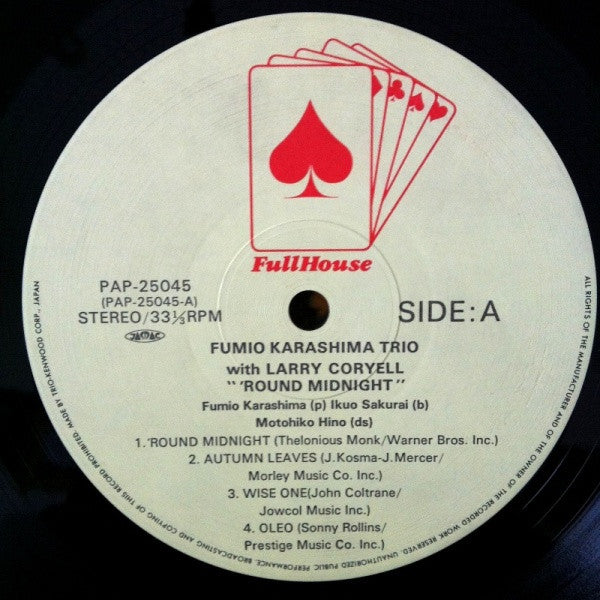 FullHouse
PAP-25045
(PAP-25045-A)
STEREO/33⅓RPM
JASRAC
SIDE:A
FUMIO KARASHIMA TRIO
with LARRY CORYELL
"'ROUND MIDNIGHT"
Fumio Karashima (p) Ikuo Sakurai (b)
Motohiko Hino (ds)
1.'ROUND MIDNIGHT (Thelonious Monk/Warner Bros. Inc.)
2. AUTUMN LEAVES (J.Kosma-J.Mercer/
Morley Music Co. Inc.)
3. WISE ONE(John Coltrane/
Jowcol Music Inc.)
4. OLEO (Sonny Rollins/
Prestige Music Co. Inc.)
ALL RIGHTS OF THE MANUFACTURER AND OF THE OWNER OF THE RECORDED WORK RESERVED. UNAUTHORIZED PUBLIC PERFORMANCE, BROADCASTING AND COPYING OF THIS RECORD PROHIBITED. MADE BY TRIO-KENWOOD CORP., JAPAN